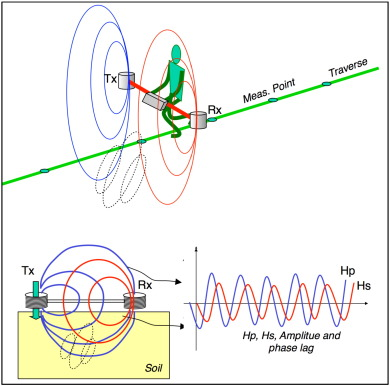 Traverse
Meas. Point
Tx
Rx
Tx
Rx
Hp
Hs
Hp, Hs, Amplitue and
phase lag
Soil